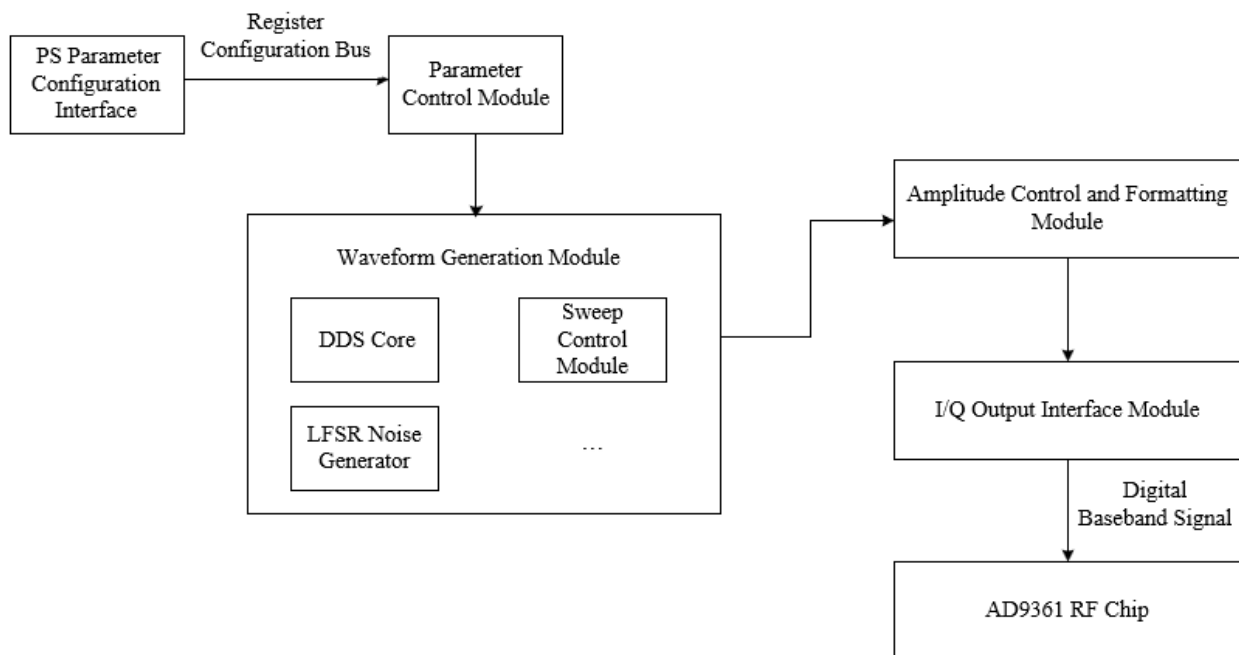 Register
Configuration Bus
PS Parameter
Configuration
Interface
Parameter
Control Module
Waveform Generation Module
DDS Core
Sweep
Control
Module
LFSR Noise
Generator
...
Amplitude Control and Formatting
Module
I/Q Output Interface Module
Digital
Baseband Signal
AD9361 RF Chip